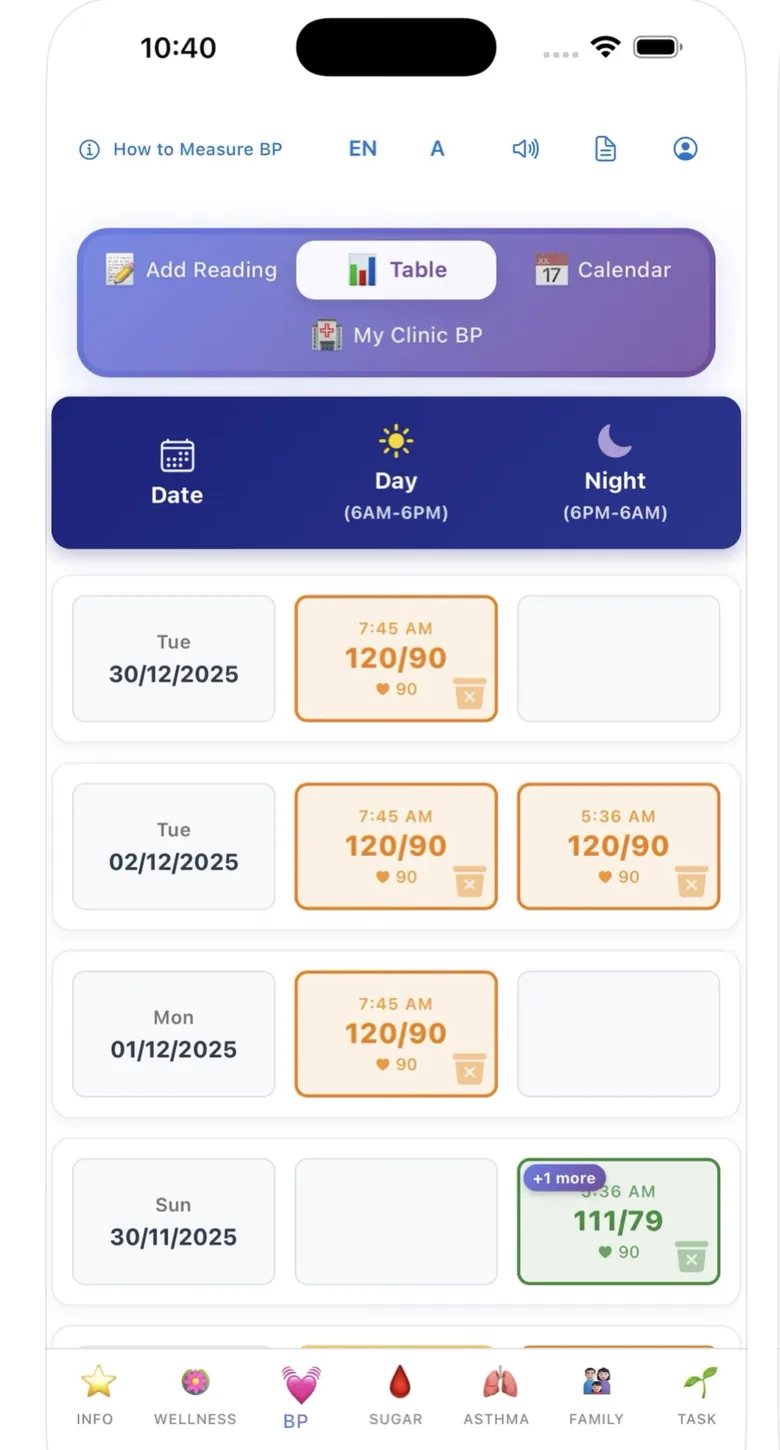 10:40
How to Measure BP EN A
Add Reading Table JUL 17 Calendar
My Clinic BP
Date Day (6AM-6PM) Night (6PM-6AM)
Tue
30/12/2025
7:45 AM
120/90
90
Tue
02/12/2025
7:45 AM
120/90
90
5:36 AM
120/90
90
Mon
01/12/2025
7:45 AM
120/90
90
Sun
30/11/2025
+1 more
5:36 AM
111/79
90
INFO WELLNESS BP SUGAR ASTHMA FAMILY TASK